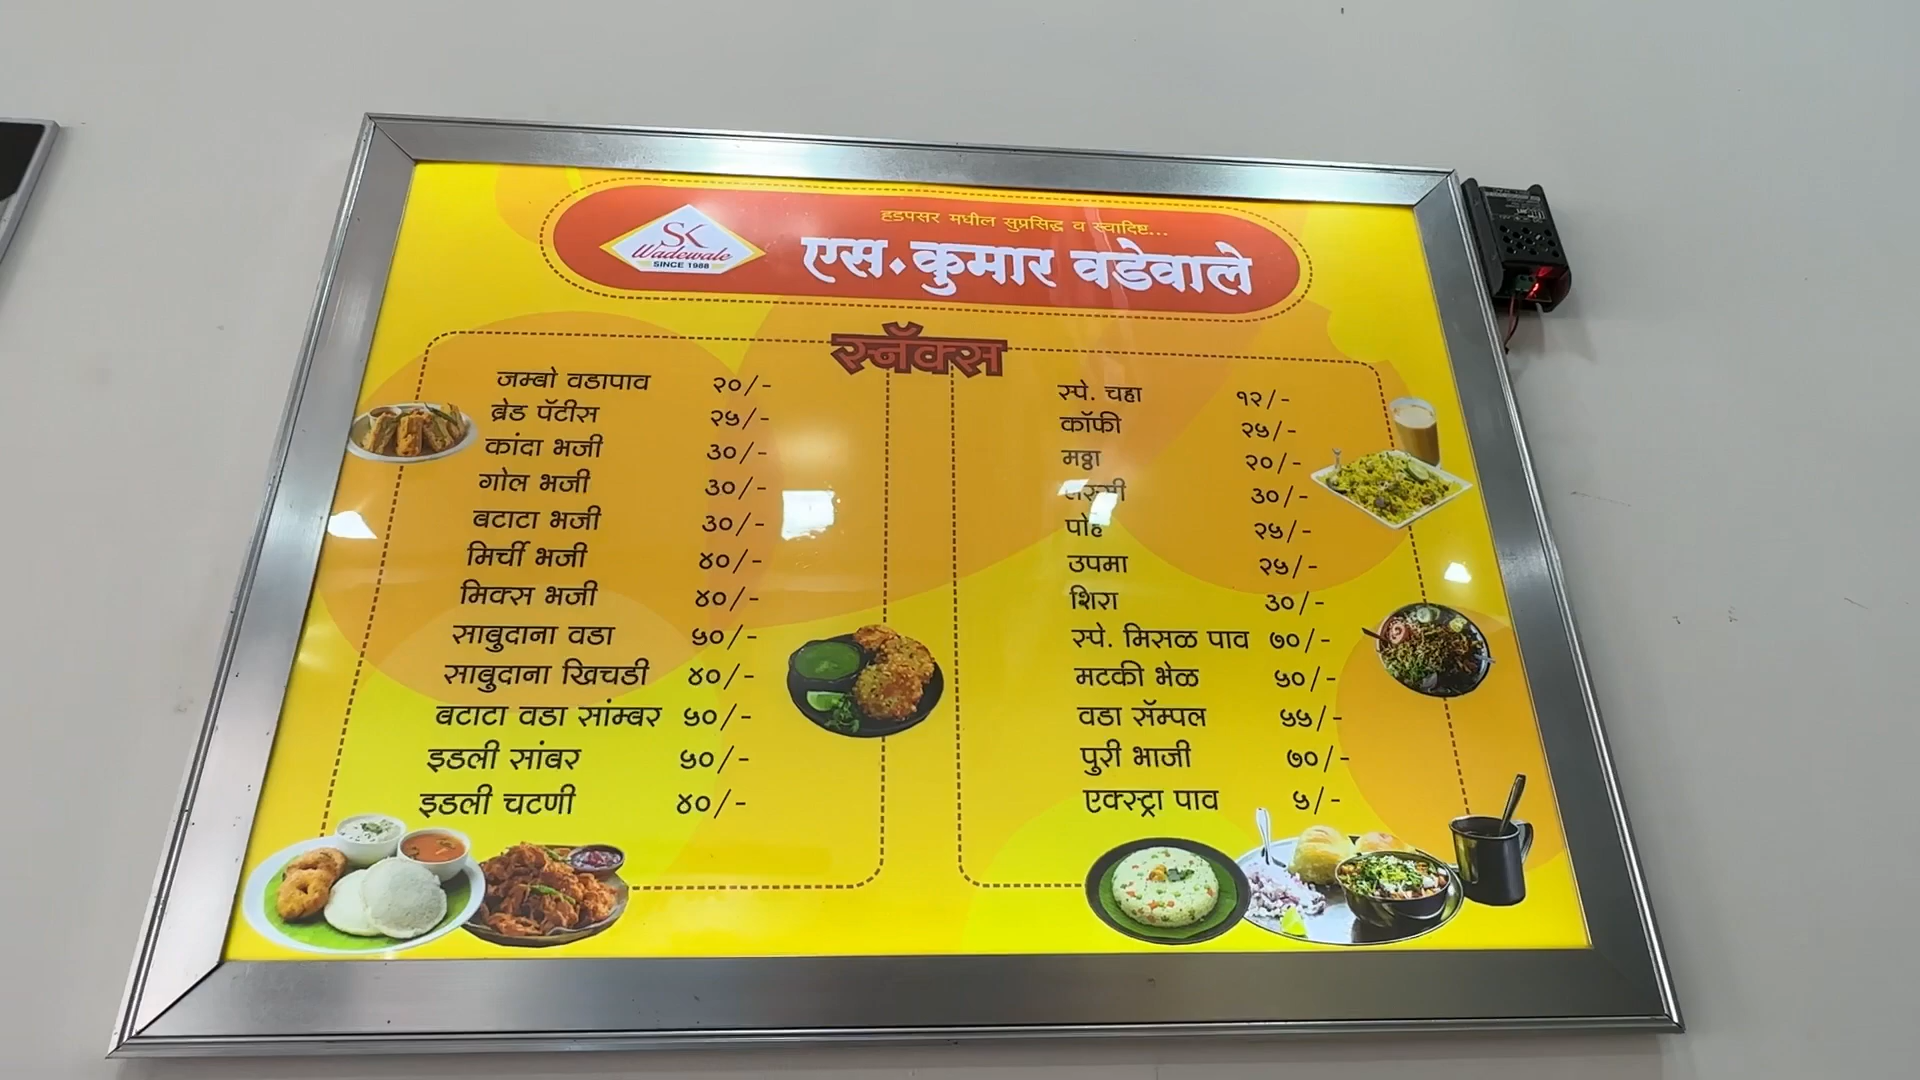 हडपसर मधील सुप्रसिद्ध व स्वादिष्ट...
SK
Wadewale
SINCE 1988
एस.कुमार वडेवाले
स्नॅक्स
जम्बो वडापाव २०/-
ब्रेड पॅटीस २५/-
कांदा भजी ३०/-
गोल भजी ३०/-
बटाटा भजी ३०/-
मिर्ची भजी ४०/-
मिक्स भजी ४०/-
साबुदाना वडा ५०/-
साबुदाना खिचडी ४०/-
बटाटा वडा सांम्बर ५०/-
इडली सांबर ५०/-
इडली चटणी ४०/-
स्पे. चहा १२/-
कॉफी २५/-
मठ्ठा २०/-
लस्सी ३०/-
पोहे २५/-
उपमा २५/-
शिरा ३०/-
स्पे. मिसळ पाव ७०/-
मटकी भेळ ५०/-
वडा सॅम्पल ५५/-
पुरी भाजी ७०/-
एक्स्ट्रा पाव ५/-